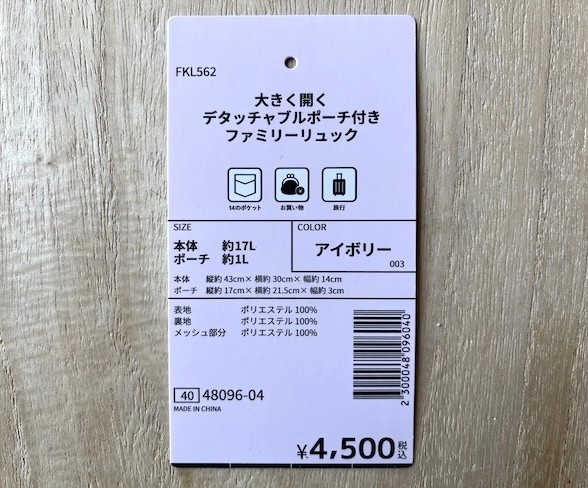 FKL562
大きく開く
デタッチャブルポーチ付き
ファミリーリュック
14のポケット
お買い物
旅行
SIZE
本体 約17L
ポーチ 約1L
COLOR
アイボリー
003
本体 縦約 43cm× 横約 30cm× 幅約 14cm
ポーチ 縦約 17cm× 横約 21.5cm× 幅約 3cm
表地 ポリエステル 100%
裏地 ポリエステル 100%
メッシュ部分 ポリエステル 100%
2 300048 096040
40 48096-04
MADE IN CHINA
¥4,500税込